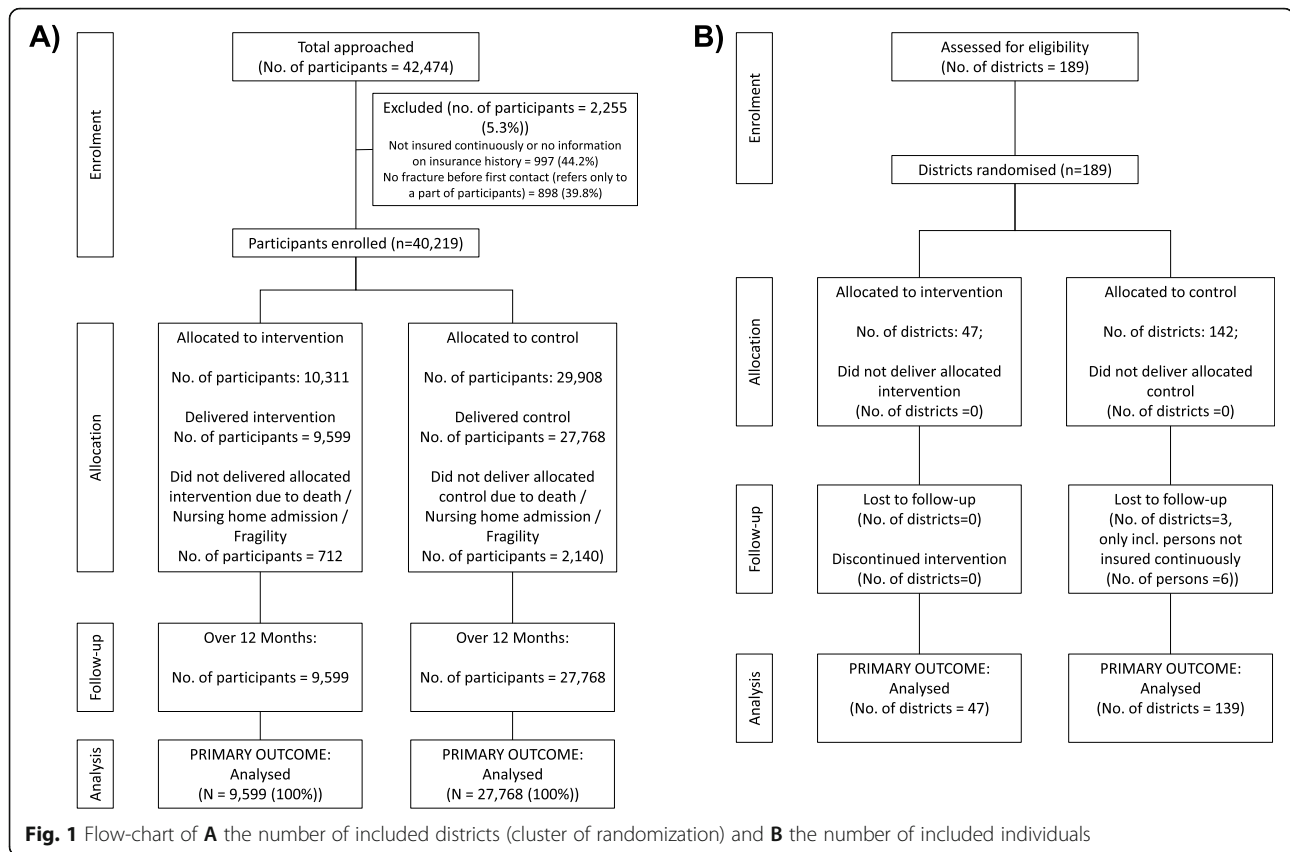 A)
Enrolment
Total approached
(No. of participants = 42,474)
Excluded (no. of participants = 2,255
(5.3%))
Not insured continuously or no information
on insurance history = 997 (44.2%)
No fracture before first contact (refers only to
a part of participants) = 898 (39.8%)
Participants enrolled (n=40,219)
Allocation
Allocated to intervention
No. of participants: 10,311
Delivered intervention
No. of participants = 9,599
Did not delivered allocated
intervention due to death /
Nursing home admission /
Fragility
No. of participants = 712
Allocated to control
No. of participants: 29,908
Delivered control
No. of participants = 27,768
Did not deliver allocated
control due to death /
Nursing home admission /
Fragility
No. of participants = 2,140)
Follow-up
Over 12 Months:
No. of participants = 9,599
Over 12 Months:
No. of participants = 27,768
Analysis
PRIMARY OUTCOME:
Analysed
(N = 9,599 (100%))
PRIMARY OUTCOME:
Analysed
(N = 27,768 (100%))
B)
Enrolment
Assessed for eligibility
(No. of districts = 189)
Districts randomised (n=189)
Allocation
Allocated to intervention
No. of districts: 47;
Did not deliver allocated
intervention
(No. of districts =0)
Allocated to control
No. of districts: 142;
Did not deliver allocated
control
(No. of districts =0)
Follow-up
Lost to follow-up
(No. of districts=0)
Discontinued intervention
(No. of districts=0)
Lost to follow-up
(No. of districts=3,
only incl. persons not
insured continuously
(No. of persons =6))
Analysis
PRIMARY OUTCOME:
Analysed
(No. of districts = 47)
PRIMARY OUTCOME:
Analysed
(No. of districts = 139)
Fig. 1 Flow-chart of A the number of included districts (cluster of randomization) and B the number of included individuals